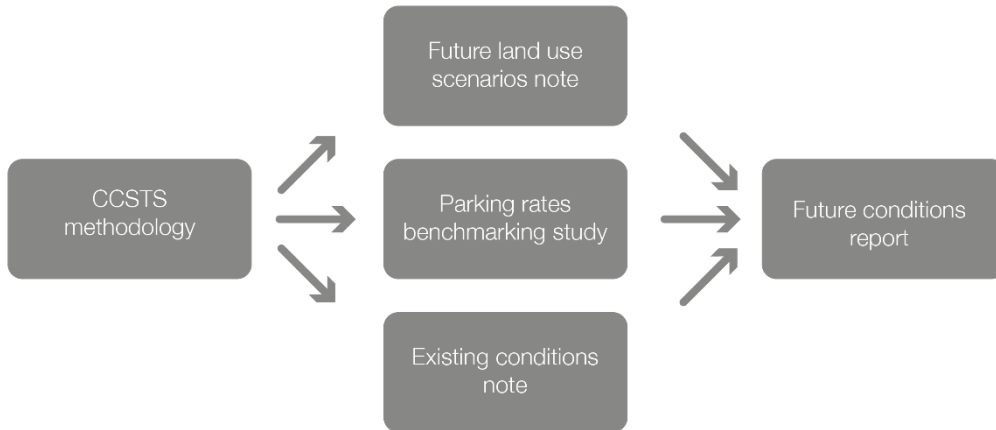 Future land use
scenarios note
CCSTS
methodology
Parking rates
benchmarking study
Future conditions
report
Existing conditions
note